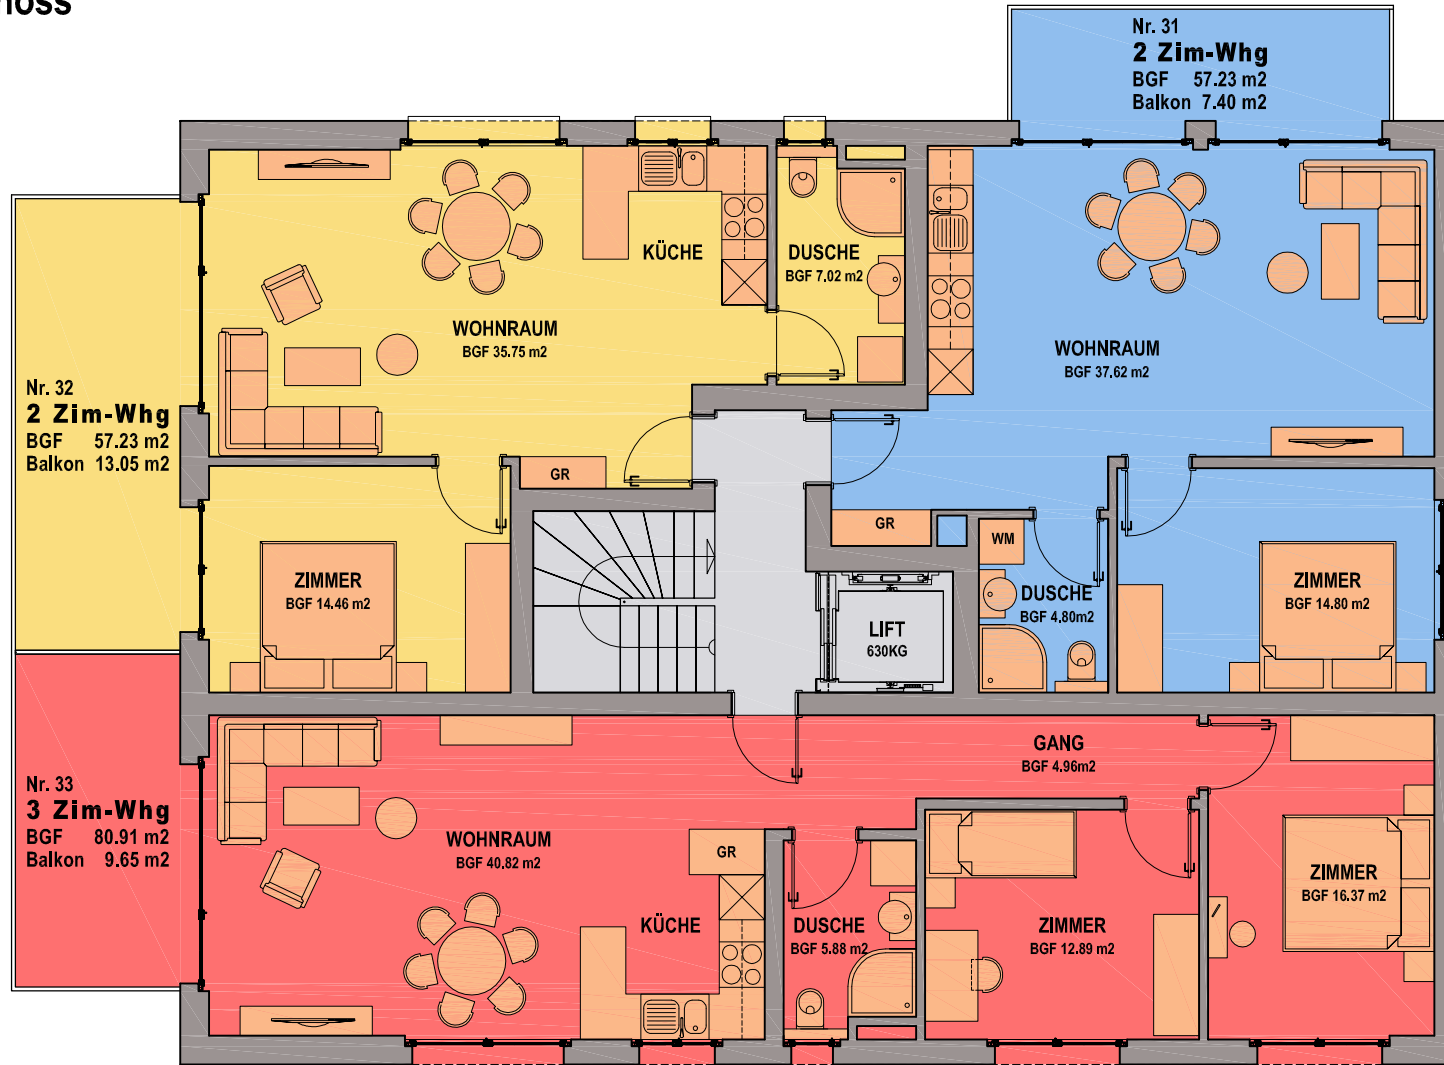 Nr. 31
2 Zim-Whg
BGF 57.23 m2
Balkon 7.40 m2
KÜCHE
DUSCHE
BGF 7.02 m2
WOHNRAUM
BGF 35.75 m2
WOHNRAUM
BGF 37.62 m2
Nr. 32
2 Zim-Whg
BGF 57.23 m2
Balkon 13.05 m2
GR
GR
WM
ZIMMER
BGF 14.46 m2
DUSCHE
BGF 4.80m2
ZIMMER
BGF 14.80 m2
LIFT
630KG
GANG
BGF 4.96m2
Nr. 33
3 Zim-Whg
BGF 80.91 m2
Balkon 9.65 m2
WOHNRAUM
BGF 40.82 m2
GR
KÜCHE
DUSCHE
BGF 5.88 m2
ZIMMER
BGF 12.89 m2
ZIMMER
BGF 16.37 m2